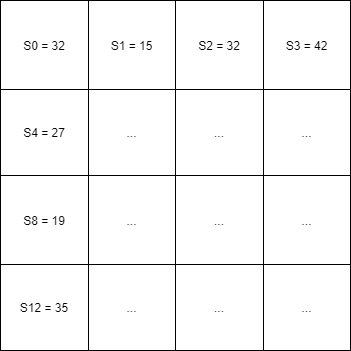 S0 = 32 S1 = 15 S2 = 32 S3 = 42
S4 = 27 ... ... ...
S8 = 19 ... ... ...
S12 = 35 ... ... ...